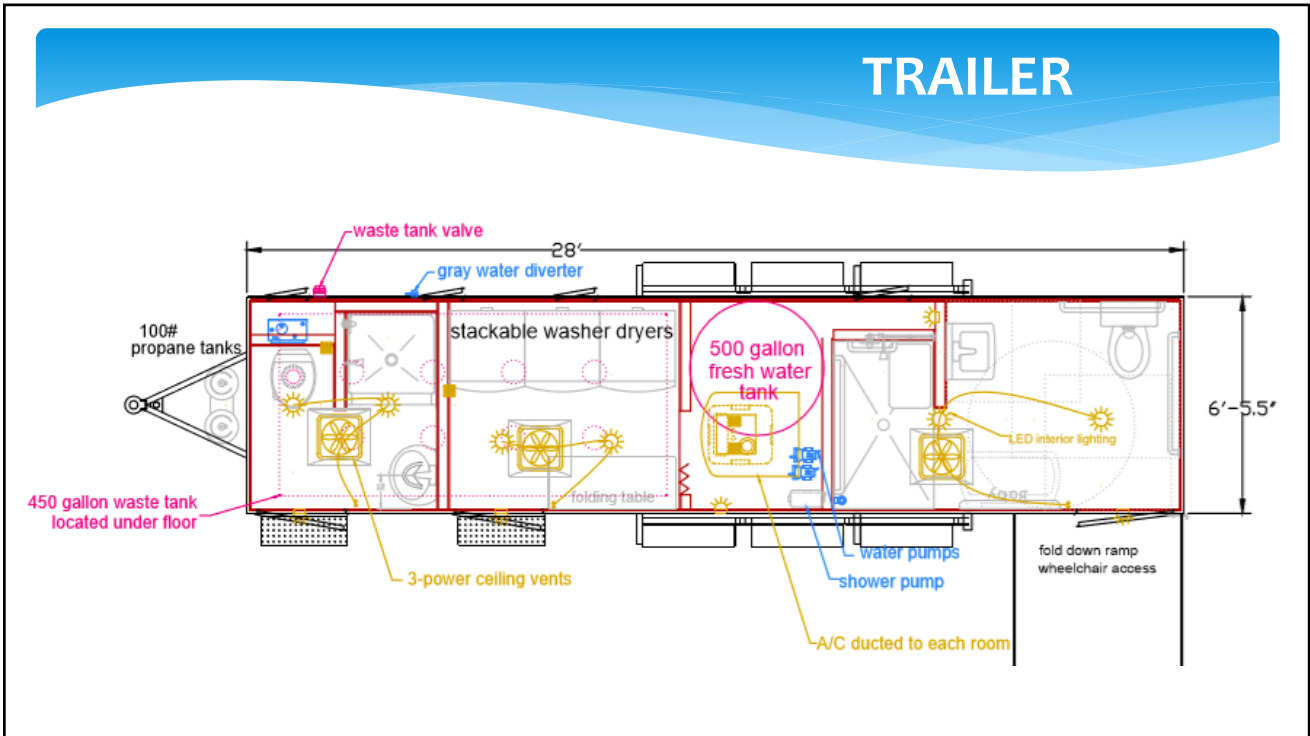 TRAILER
waste tank valve
28'
gray water diverter
100#
propane tanks
stackable washer dryers
500 gallon
fresh water
tank
6'-5.5"
LED interior lighting
450 gallon waste tank
located under floor
folding table
water pumps
fold down ramp
wheelchair access
3-power ceiling vents
shower pump
A/C ducted to each room